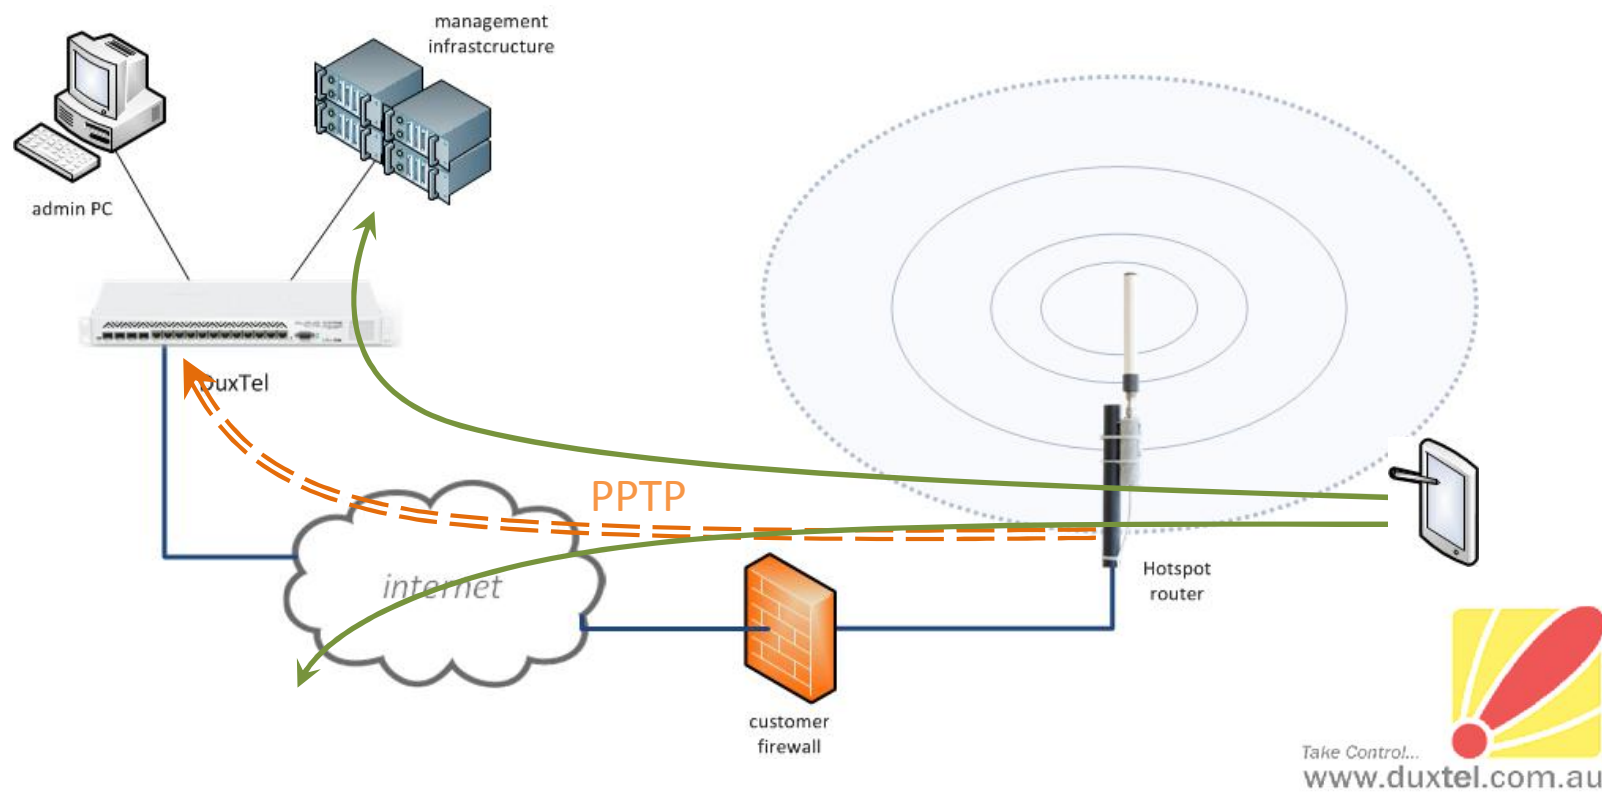 management
infrastcructure
admin PC
DuxTel
PPTP
internet
Hotspot
router
customer
firewall
Take Control...
www.duxtel.com.au